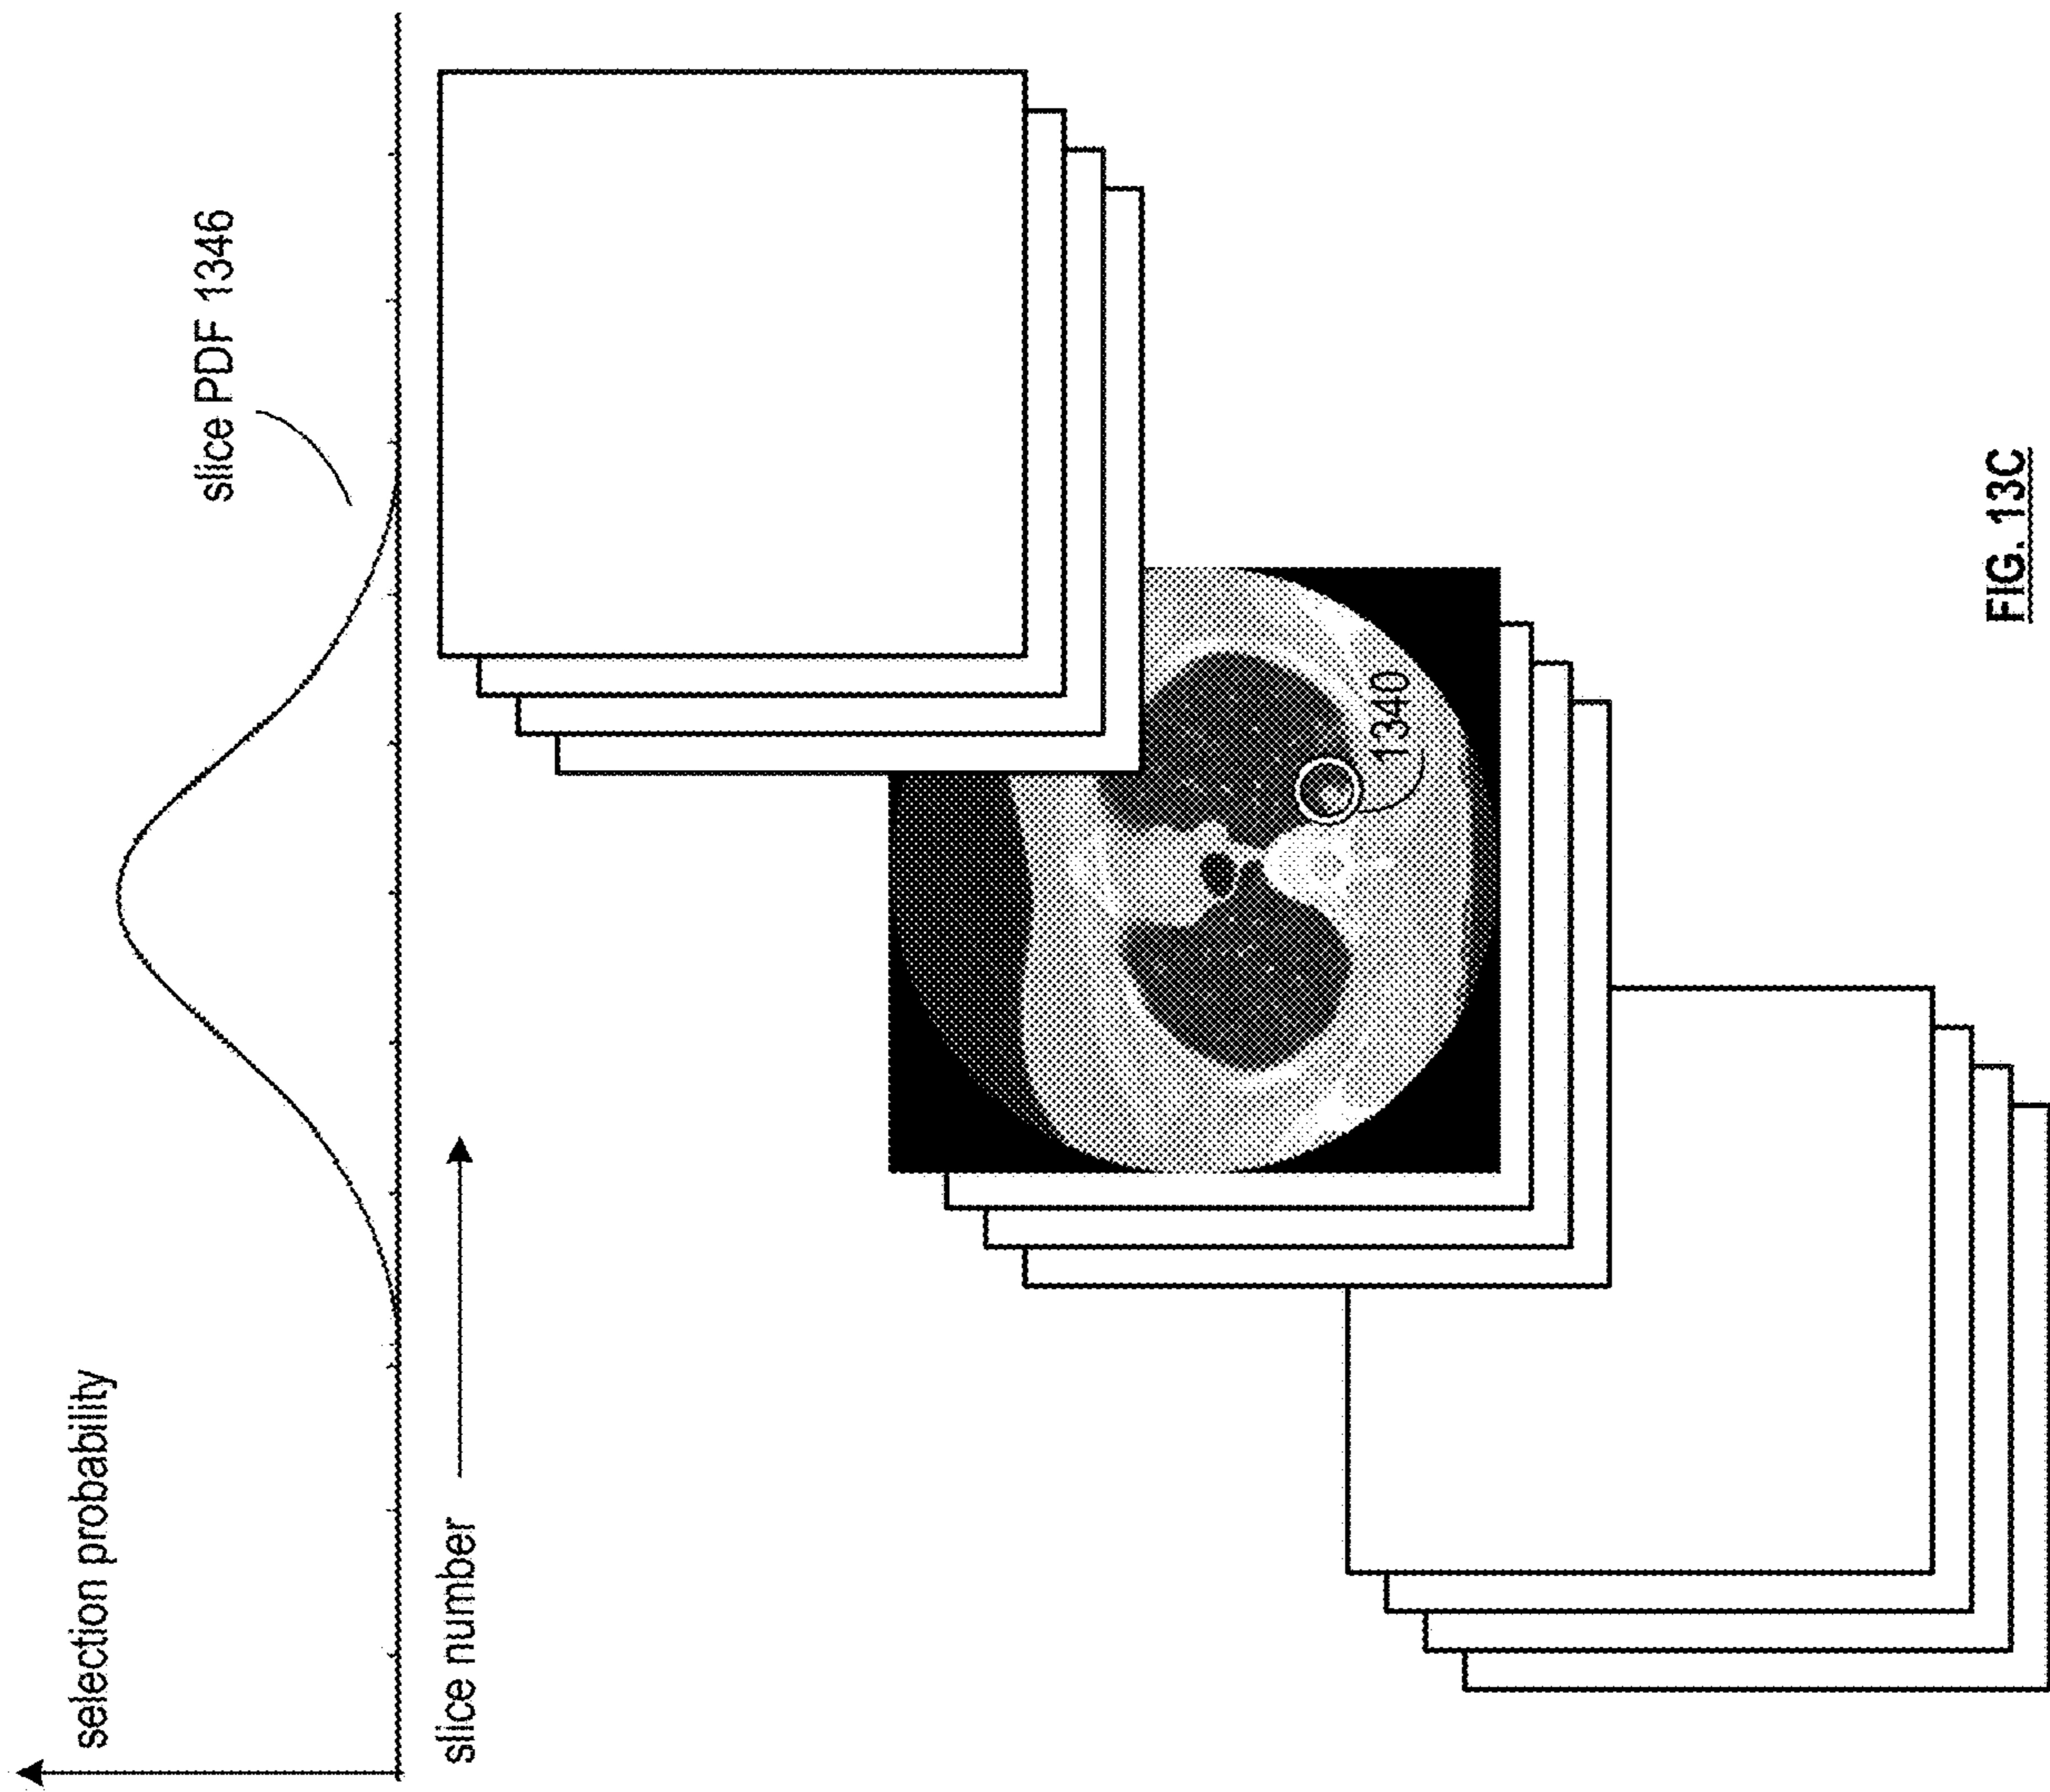 selection probability
slice PDF 1346
slice number
1340
FIG. 13C